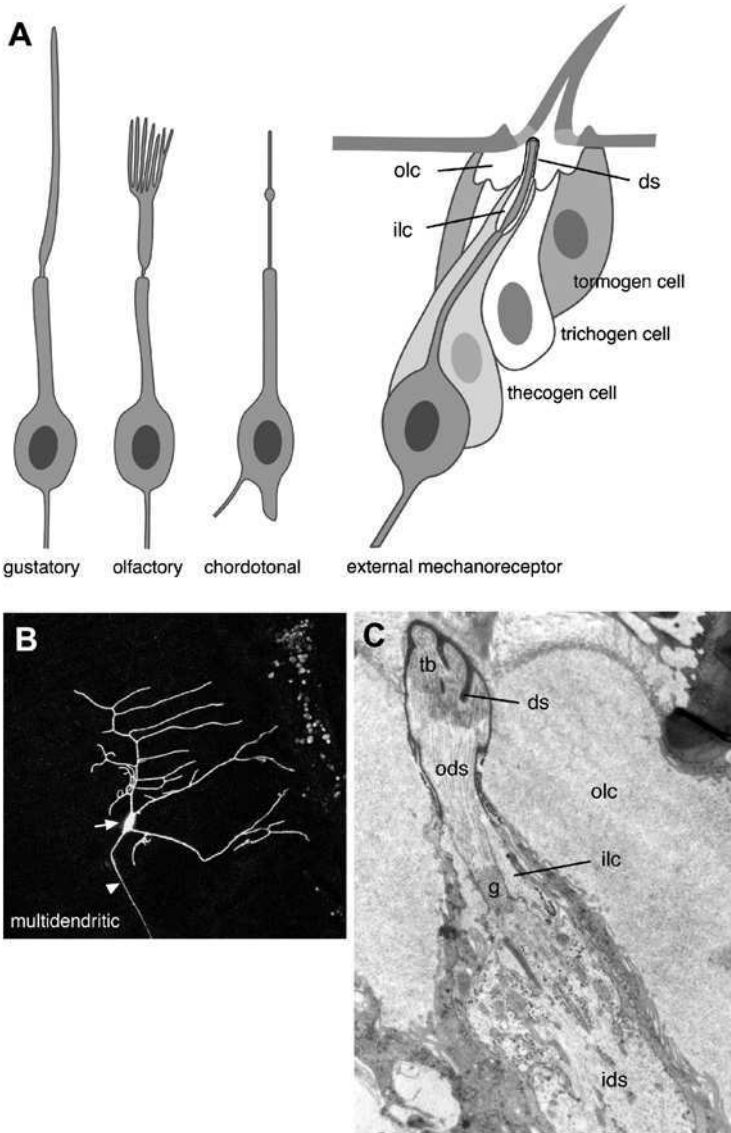 A
olc
ds
ilc
tormogen cell
trichogen cell
thecogen cell
gustatory olfactory chordotonal external mechanoreceptor
B
multidendritic
C
tb
ds
ods
olc
ilc
g
ids